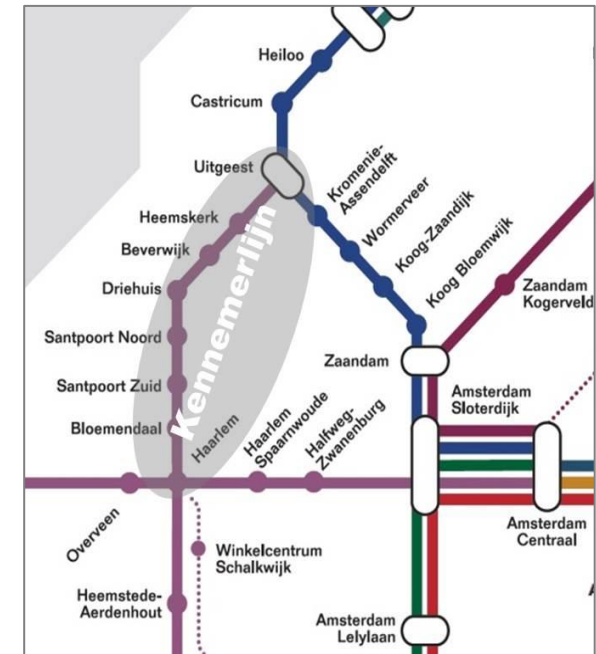 Heiloo
Castricum
Uitgeest
Kromenie-
Assendelft
Wormerveer
Koog-Zaandijk
Koog Bloemwijk
Heemskerk
Beverwijk
Driehuis
Santpoort Noord
Santpoort Zuid
Bloemendaal
Kennemerlijn
Zaandam
Kogerveld
Zaandam
Amsterdam
Sloterdijk
Haarlem
Haarlem
Spaarnwoude
Halfweg-
Zwanenburg
Amsterdam
Centraal
Overveen
Winkelcentrum
Schalkwijk
Heemstede-
Aerdenhout
Amsterdam
Lelylaan